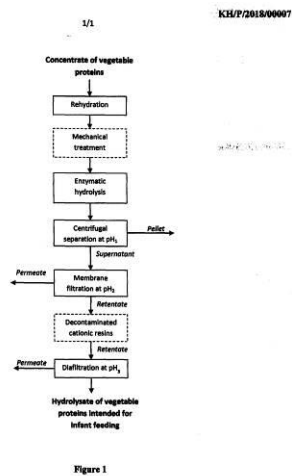 KH/P/2018/00007
1/1
Concentrate of vegetable
proteins
Rehydration
Mechanical
treatment
Enzymatic
hydrolysis
Centrifugal
separation at pH₁
Pellet
Supernatant
Permeate
Membrane
filtration at pH₂
Retentate
Decontaminated
cationic resins
Retentate
Permeate
Diafiltration at pH₃
Hydrolysate of vegetable
proteins intended for
infant feeding
Figure 1